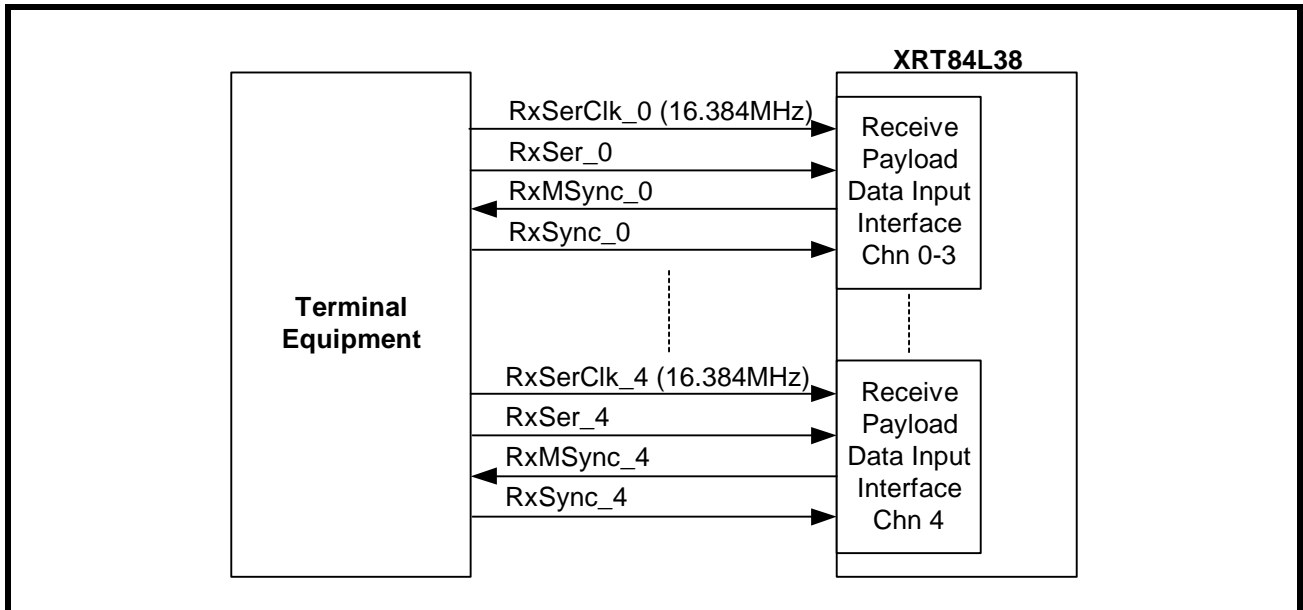 XRT84L38
RxSerClk_0 (16.384MHz)
RxSer_0
RxMSync_0
RxSync_0
Receive
Payload
Data Input
Interface
Chn 0-3
Terminal
Equipment
RxSerClk_4 (16.384MHz)
RxSer_4
RxMSync_4
RxSync_4
Receive
Payload
Data Input
Interface
Chn 4